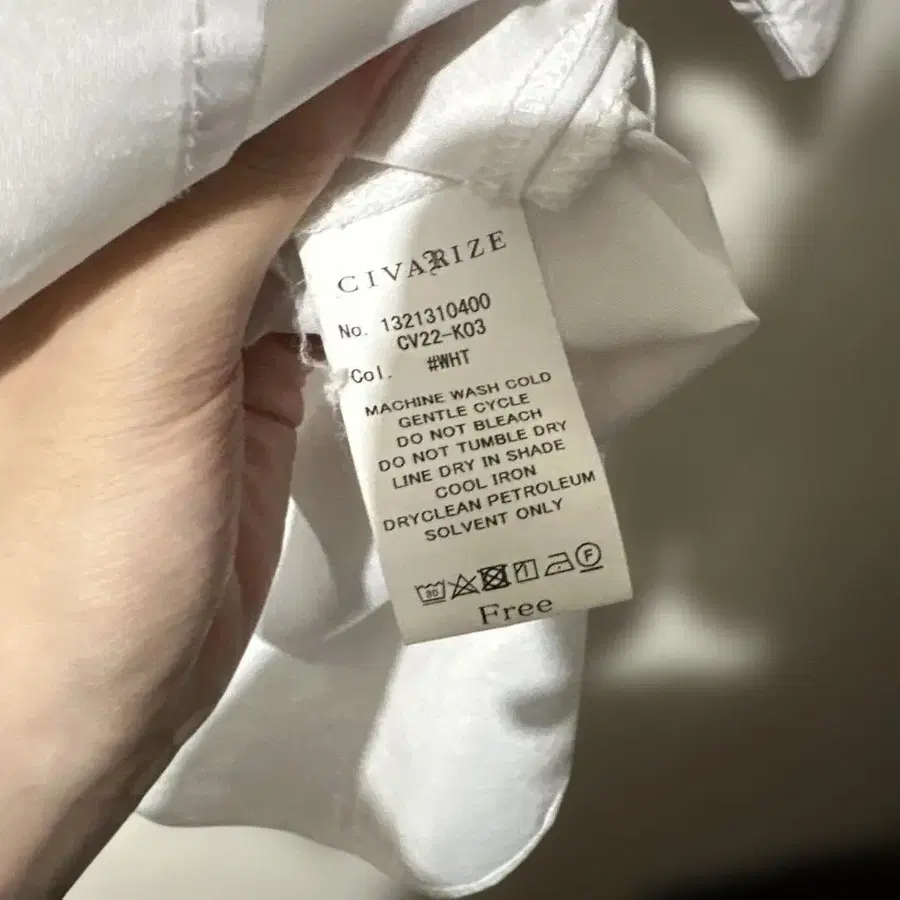 CIVARIZE
No. 1321310400
CV22-K03
Col. #WHT
MACHINE WASH COLD
GENTLE CYCLE
DO NOT BLEACH
DO NOT TUMBLE DRY
LINE DRY IN SHADE
COOL IRON
DRYCLEAN PETROLEUM
SOLVENT ONLY
30 F
Free